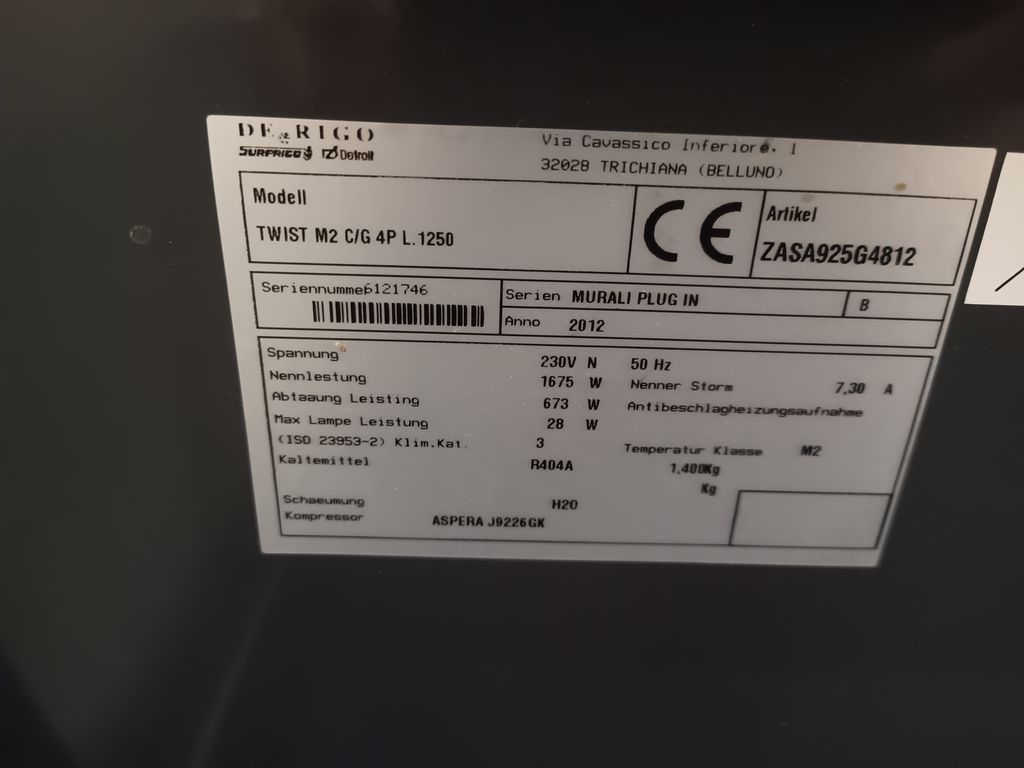 DE RIGO
SURFRIGO Detroit
Via Cavassico Inferiore, 1
32028 TRICHIANA (BELLUNO)
Modell
TWIST M2 C/G 4P L.1250
CE
Artikel
ZASA925G4812
Seriennummer 6121746
Serien MURALI PLUG IN
B
Anno 2012
Spannung 230V N 50 Hz
Nennlestung 1675 W Nenner Storm 7,30 A
Abtaaung Leisting 673 W Antibeschlagheizungsaufnahme
Max Lampe Leistung 28 W
(ISO 23953-2) Klim.Kat. 3 Temperatur Klasse M2
Kaltemittel R404A 1,400Kg
Kg
Schaeumung H20
Kompressor ASPERA J9226GK